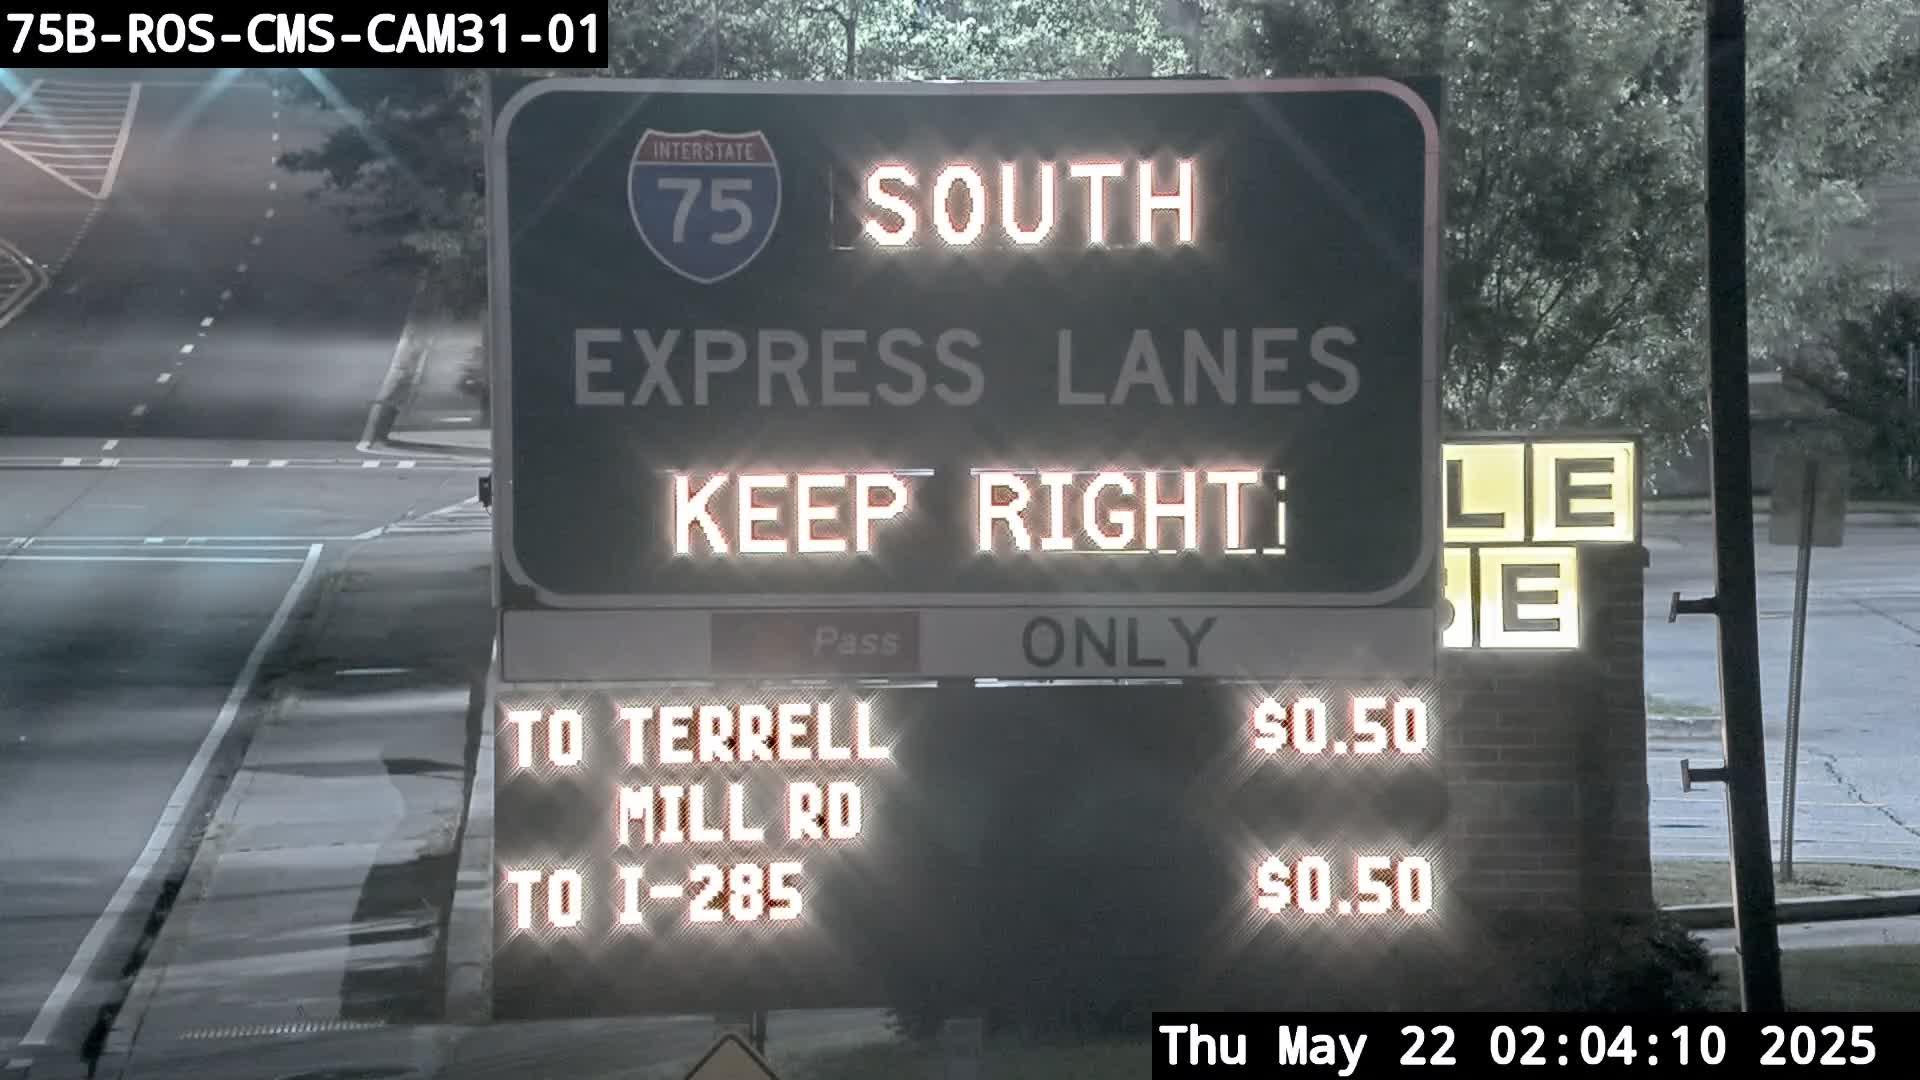 75B-ROS-CMS-CAM31-01
INTERSTATE
75
SOUTH
EXPRESS LANES
KEEP RIGHT
Pass ONLY
TO TERRELL $0.50
MILL RD
TO I-285 $0.50
LE
E
Thu May 22 02:04:10 2025